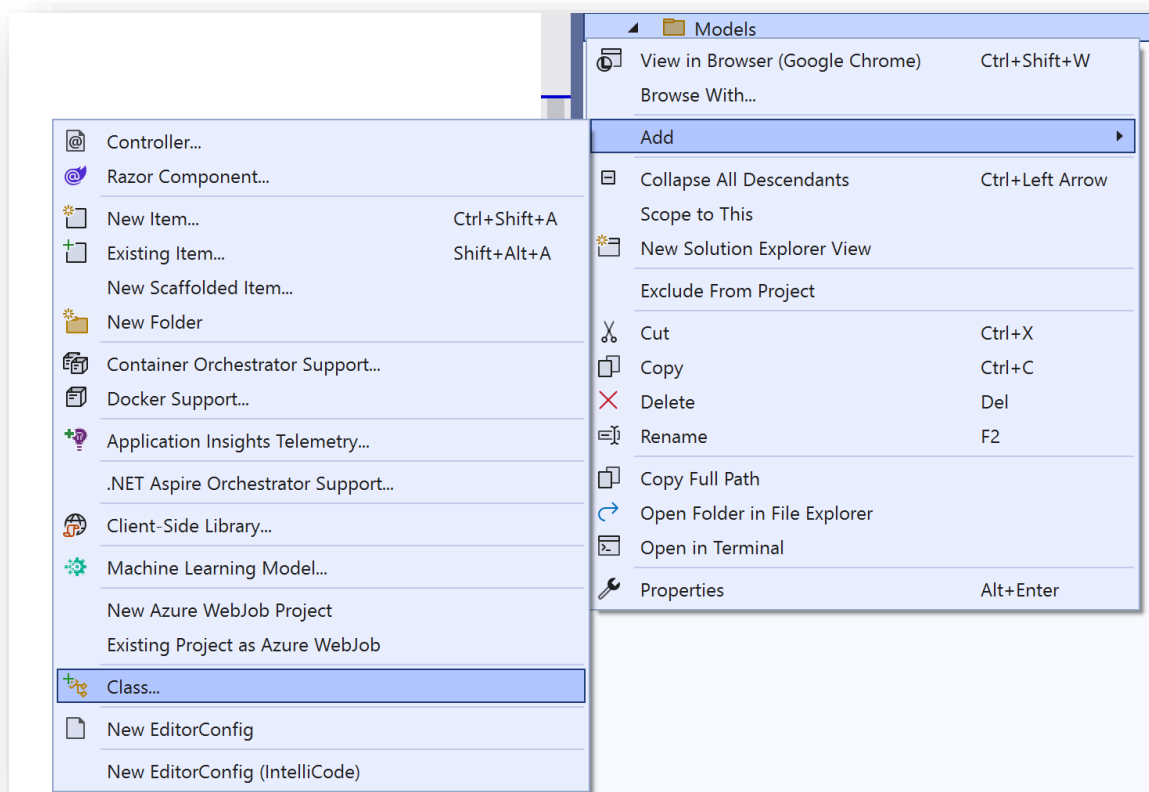 Models
View in Browser (Google Chrome) Ctrl+Shift+W
Browse With...
Add
Collapse All Descendants Ctrl+Left Arrow
Scope to This
New Solution Explorer View
Exclude From Project
Cut Ctrl+X
Copy Ctrl+C
Delete Del
Rename F2
Copy Full Path
Open Folder in File Explorer
Open in Terminal
Properties Alt+Enter
Controller...
Razor Component...
New Item... Ctrl+Shift+A
Existing Item... Shift+Alt+A
New Scaffolded Item...
New Folder
Container Orchestrator Support...
Docker Support...
Application Insights Telemetry...
.NET Aspire Orchestrator Support...
Client-Side Library...
Machine Learning Model...
New Azure WebJob Project
Existing Project as Azure WebJob
Class...
New EditorConfig
New EditorConfig (IntelliCode)